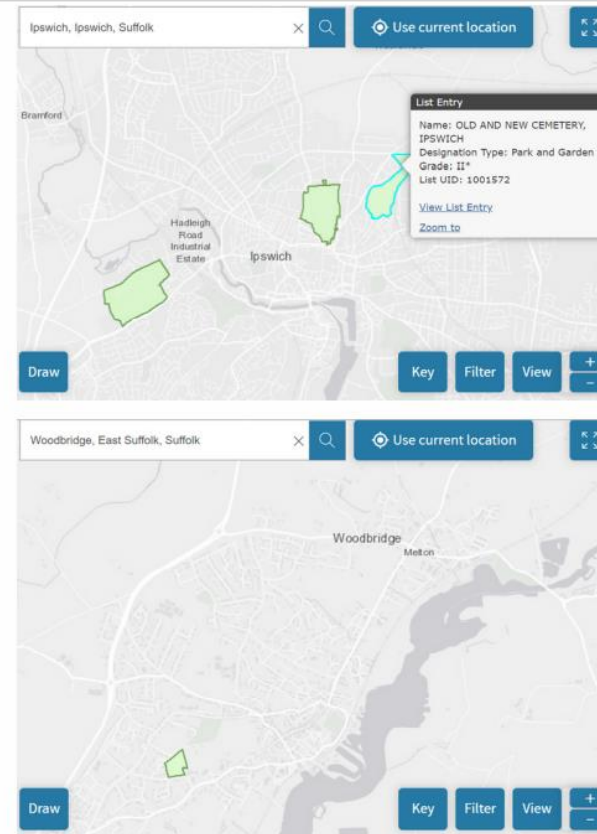 Ipswich, Ipswich, Suffolk
Use current location
Bramford
List Entry
Name: OLD AND NEW CEMETERY,
IPSWICH
Designation Type: Park and Garden
Grade: II*
List UID: 1001572
View List Entry
Zoom to
Hadleigh
Road
Industrial
Estate
Ipswich
Draw
Key
Filter
View
+
-
Woodbridge, East Suffolk, Suffolk
Use current location
Woodbridge
Melton
Draw
Key
Filter
View
+
-